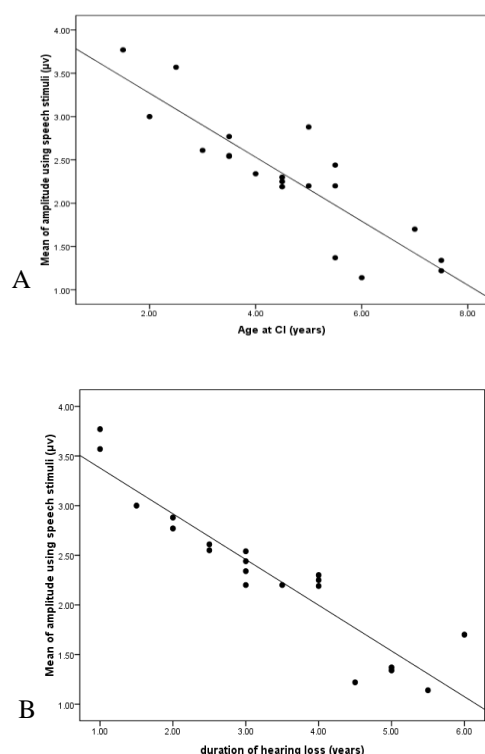 4.00
3.50
3.00
2.50
2.00
1.50
1.00
Mean of amplitude using speech stimuli (µv)
A
2.00 4.00 6.00 8.00
Age at CI (years)
4.00
3.50
3.00
2.50
2.00
1.50
1.00
Mean of amplitude using speech stimuli (µv)
B
1.00 2.00 3.00 4.00 5.00 6.00
duration of hearing loss (years)